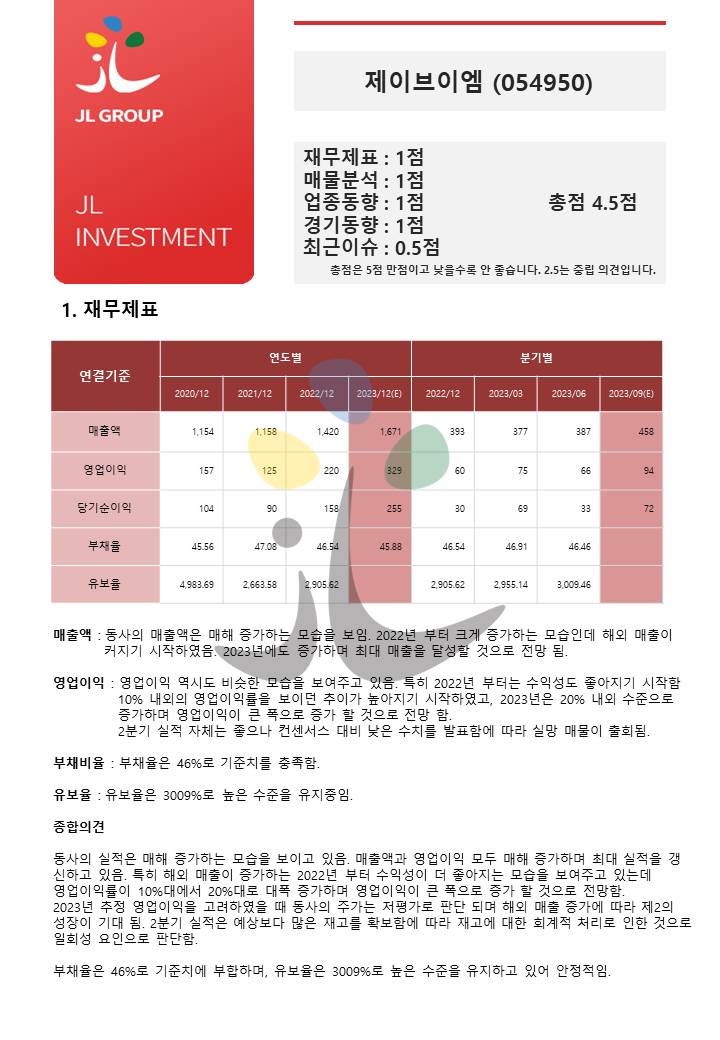 JL GROUP
JL
INVESTMENT
제이브이엠 (054950)
재무제표 : 1점
매물분석 : 1점
업종동향 : 1점
총점 4.5점
경기동향 : 1점
최근이슈 : 0.5점
총점은 5점 만점이고 낮을수록 안 좋습니다. 2.5는 중립 의견입니다.
1. 재무제표
연결기준 연도별 분기별
2020/12 2021/12 2022/12 2023/12(E) 2022/12 2023/03 2023/06 2023/09(E)
매출액 1,154 1,158 1,420 1,671 393 377 387 458
영업이익 157 125 220 329 60 75 66 94
당기순이익 104 90 158 255 30 69 33 72
부채율 45.56 47.08 46.54 45.88 46.54 46.91 46.46
유보율 4,983.69 2,663.58 2,905.62 2,905.62 2,955.14 3,009.46
매출액 : 동사의 매출액은 매해 증가하는 모습을 보임. 2022년 부터 크게 증가하는 모습인데 해외 매출이
커지기 시작하였음. 2023년에도 증가하며 최대 매출을 달성할 것으로 전망 됨.
영업이익 : 영업이익 역시도 비슷한 모습을 보여주고 있음. 특히 2022년 부터는 수익성도 좋아지기 시작함
10% 내외의 영업이익률을 보이던 추이가 높아지기 시작하였고, 2023년은 20% 내외 수준으로
증가하며 영업이익이 큰 폭으로 증가 할 것으로 전망 함.
2분기 실적 자체는 좋으나 컨센서스 대비 낮은 수치를 발표함에 따라 실망 매물이 출회됨.
부채비율 : 부채율은 46%로 기준치를 충족함.
유보율 : 유보율은 3009%로 높은 수준을 유지중임.
종합의견
동사의 실적은 매해 증가하는 모습을 보이고 있음. 매출액과 영업이익 모두 매해 증가하며 최대 실적을 갱
신하고 있음. 특히 해외 매출이 증가하는 2022년 부터 수익성이 더 좋아지는 모습을 보여주고 있는데
영업이익률이 10%대에서 20%대로 대폭 증가하며 영업이익이 큰 폭으로 증가 할 것으로 전망함.
2023년 추정 영업이익을 고려하였을 때 동사의 주가는 저평가로 판단 되며 해외 매출 증가에 따라 제2의
성장이 기대 됨. 2분기 실적은 예상보다 많은 재고를 확보함에 따라 재고에 대한 회계적 처리로 인한 것으로
일회성 요인으로 판단함.
부채율은 46%로 기준치에 부합하며, 유보율은 3009%로 높은 수준을 유지하고 있어 안정적임.